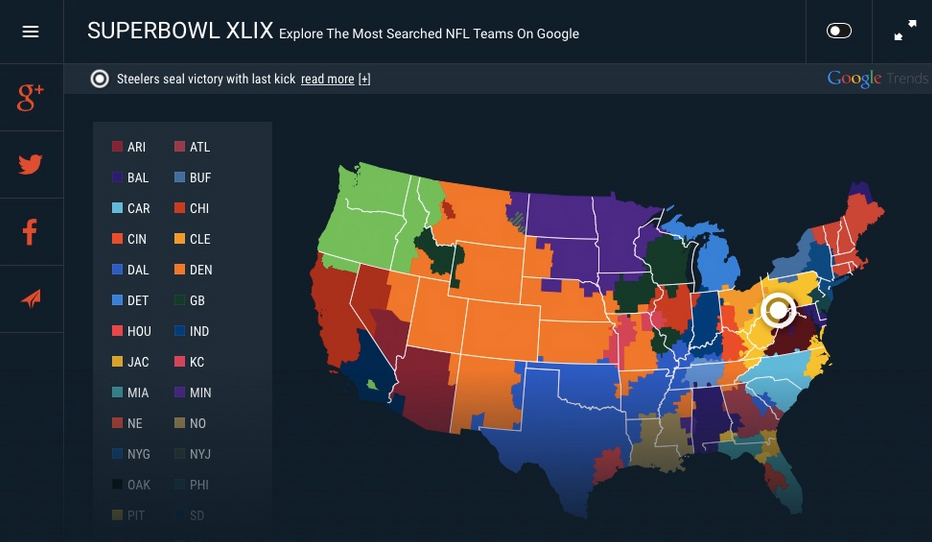 SUPERBOWL XLIX Explore The Most Searched NFL Teams On Google
g+
Steelers seal victory with last kick read more [+]
Google Trends
ARI ATL
BAL BUF
CAR CHI
CIN CLE
DAL DEN
DET GB
HOU IND
JAC KC
MIA MIN
NE NO
NYG NYJ
OAK PHI
PIT SD